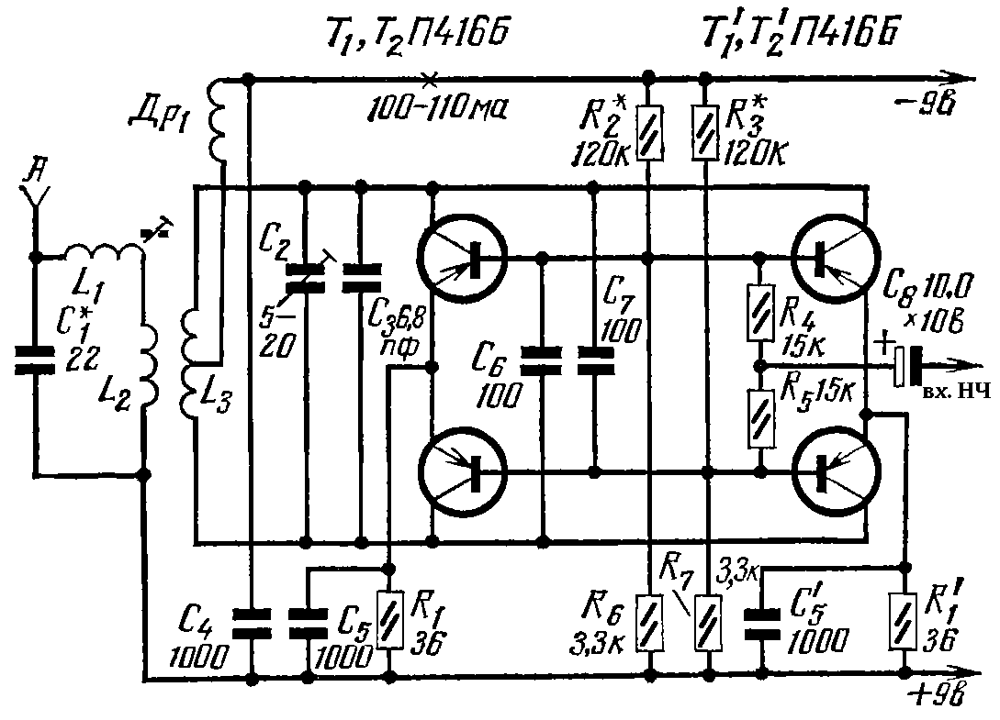 T₁, T₂ П416Б
T₁', T₂' П416Б
Др1
100-110 ма
R₂*
120к
R₃*
120к
-9в
А
L₁
C₁*
22
L₂
L₃
C₂
5-
20
C₃ 6,8
пф
C₆
100
C₇
100
R₄
15к
C₈ 10,0
×10в
+
R₅ 15к
вх. НЧ
C₄
1000
C₅
1000
R₁
36
R₆
3,3к
R₇
3,3к
C₅'
1000
R₁'
36
+9в